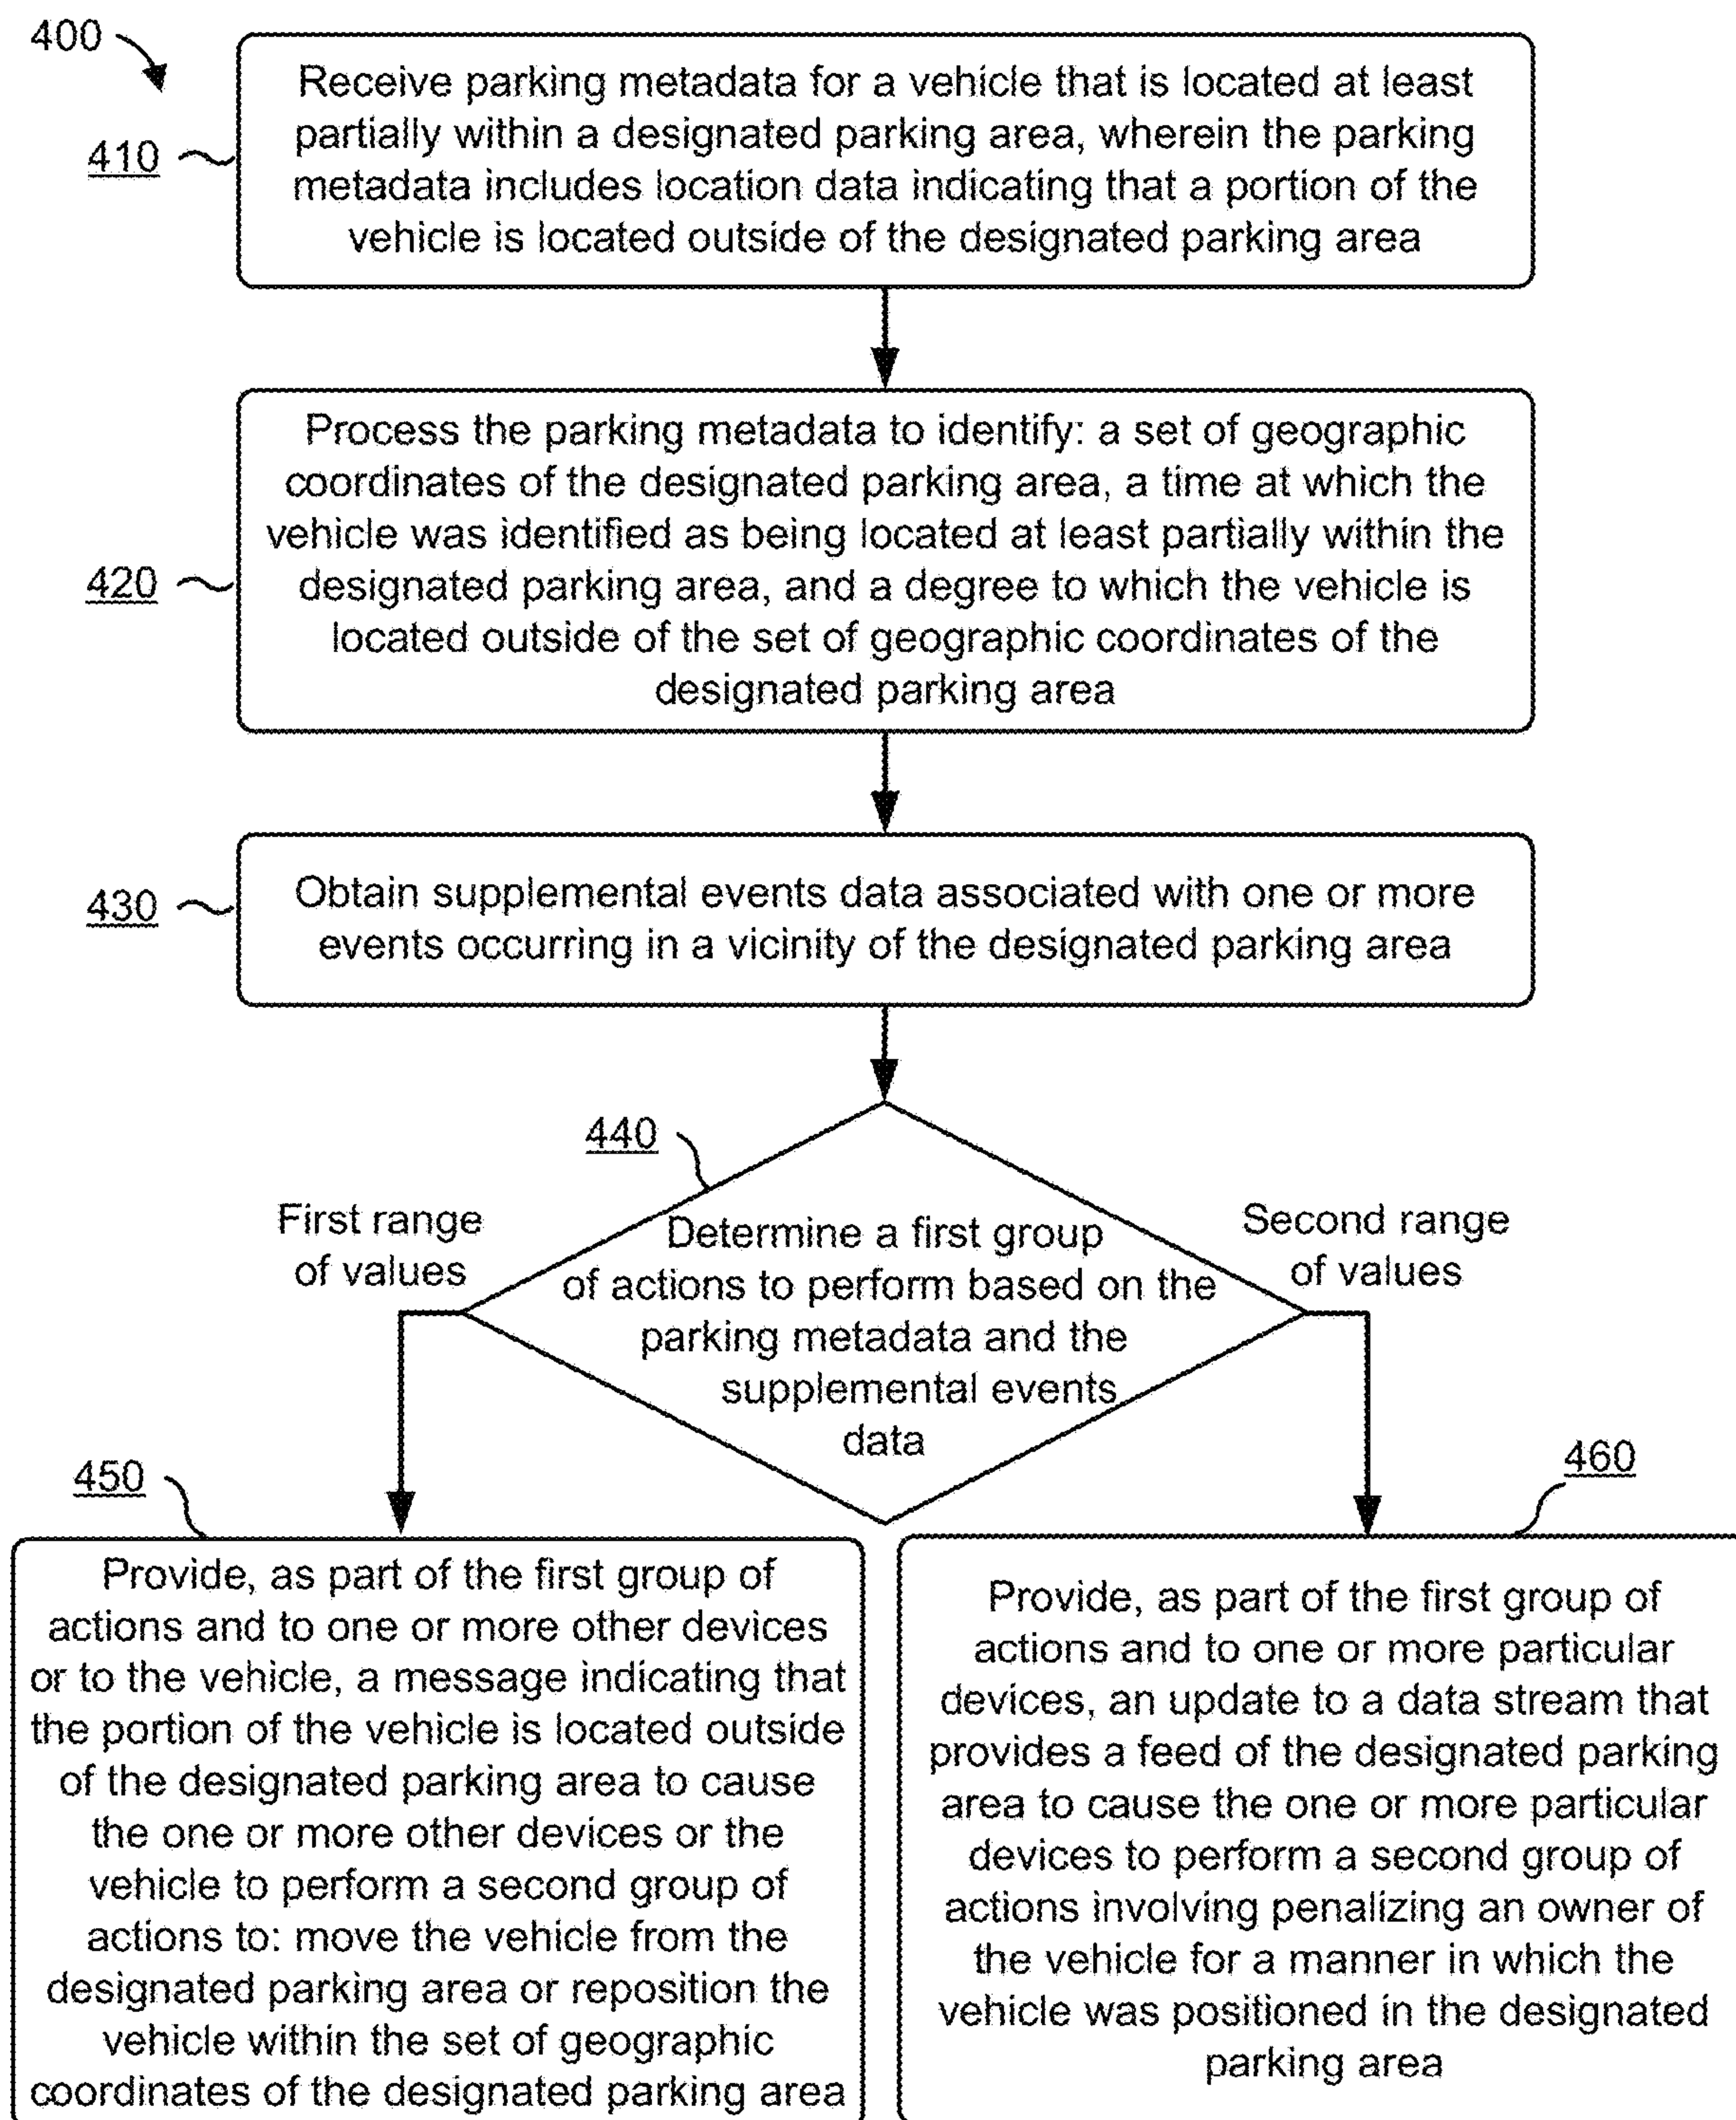 400
Receive parking metadata for a vehicle that is located at least
partially within a designated parking area, wherein the parking
metadata includes location data indicating that a portion of the
vehicle is located outside of the designated parking area
410
Process the parking metadata to identify: a set of geographic
coordinates of the designated parking area, a time at which the
vehicle was identified as being located at least partially within the
designated parking area, and a degree to which the vehicle is
located outside of the set of geographic coordinates of the
designated parking area
420
Obtain supplemental events data associated with one or more
events occurring in a vicinity of the designated parking area
430
440
First range
of values
Determine a first group
of actions to perform based on the
parking metadata and the
supplemental events
data
Second range
of values
450
Provide, as part of the first group of
actions and to one or more other devices
or to the vehicle, a message indicating that
the portion of the vehicle is located outside
of the designated parking area to cause
the one or more other devices or the
vehicle to perform a second group of
actions to: move the vehicle from the
designated parking area or reposition the
vehicle within the set of geographic
coordinates of the designated parking area
460
Provide, as part of the first group of
actions and to one or more particular
devices, an update to a data stream that
provides a feed of the designated parking
area to cause the one or more particular
devices to perform a second group of
actions involving penalizing an owner of
the vehicle for a manner in which the
vehicle was positioned in the designated
parking area